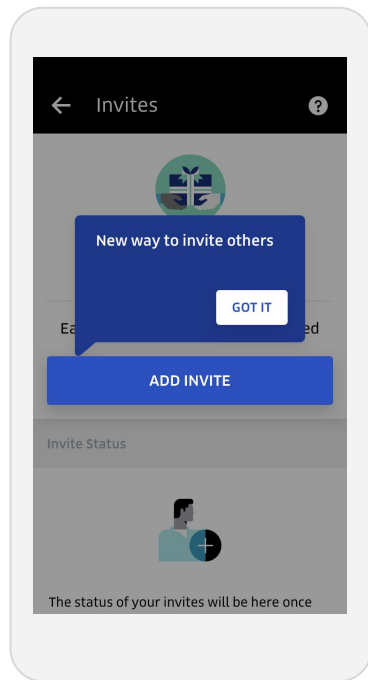 Invites
?
New way to invite others
GOT IT
ADD INVITE
Invite Status
The status of your invites will be here once